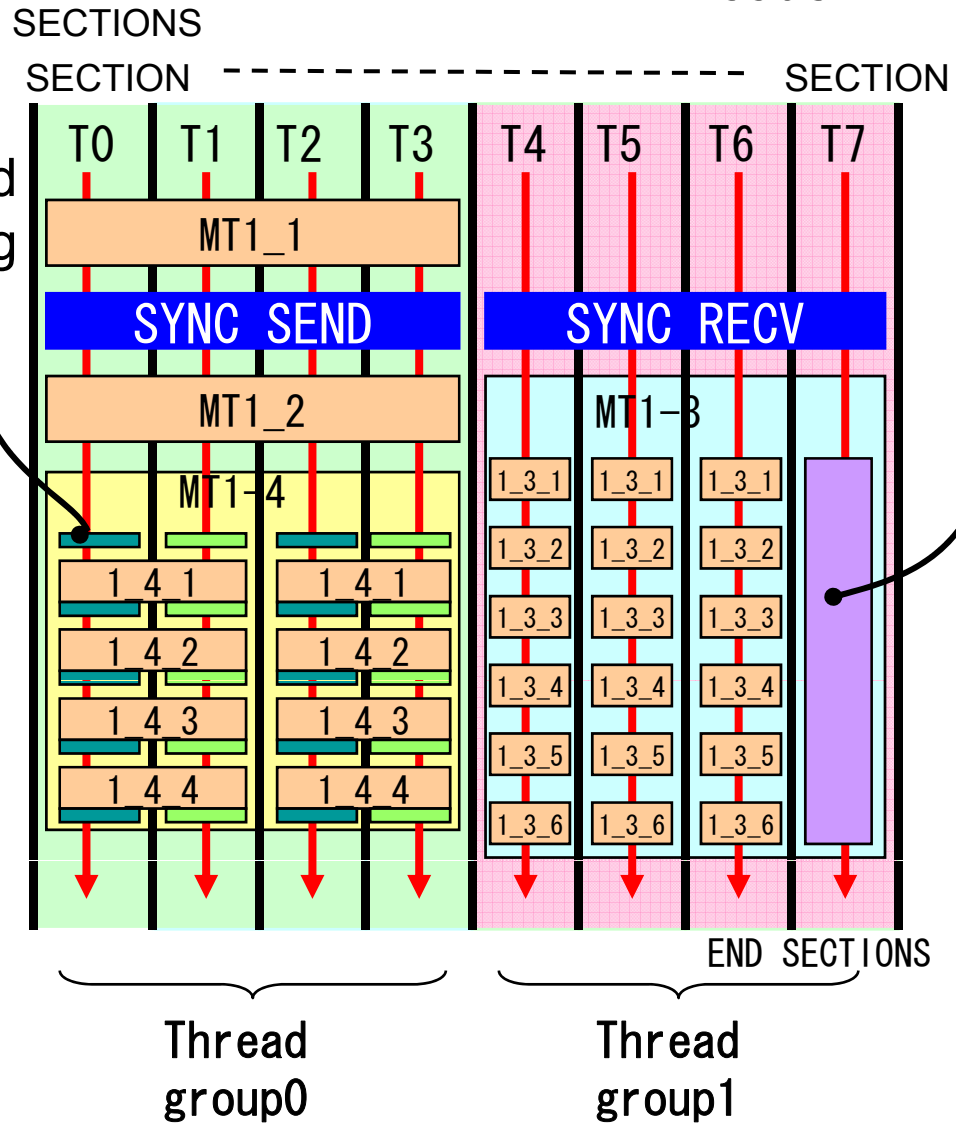 SECTIONS
SECTION SECTION
T0 T1 T2 T3 T4 T5 T6 T7
MT1_1
SYNC SEND SYNC RECV
MT1_2 MT1-3
MT1-4
1_3_1 1_3_1 1_3_1
1_3_2 1_3_2 1_3_2
1_4_1 1_4_1
1_3_3 1_3_3 1_3_3
1_4_2 1_4_2
1_3_4 1_3_4 1_3_4
1_4_3 1_4_3
1_3_5 1_3_5 1_3_5
1_4_4 1_4_4
1_3_6 1_3_6 1_3_6
END SECTIONS
Thread Thread
group0 group1